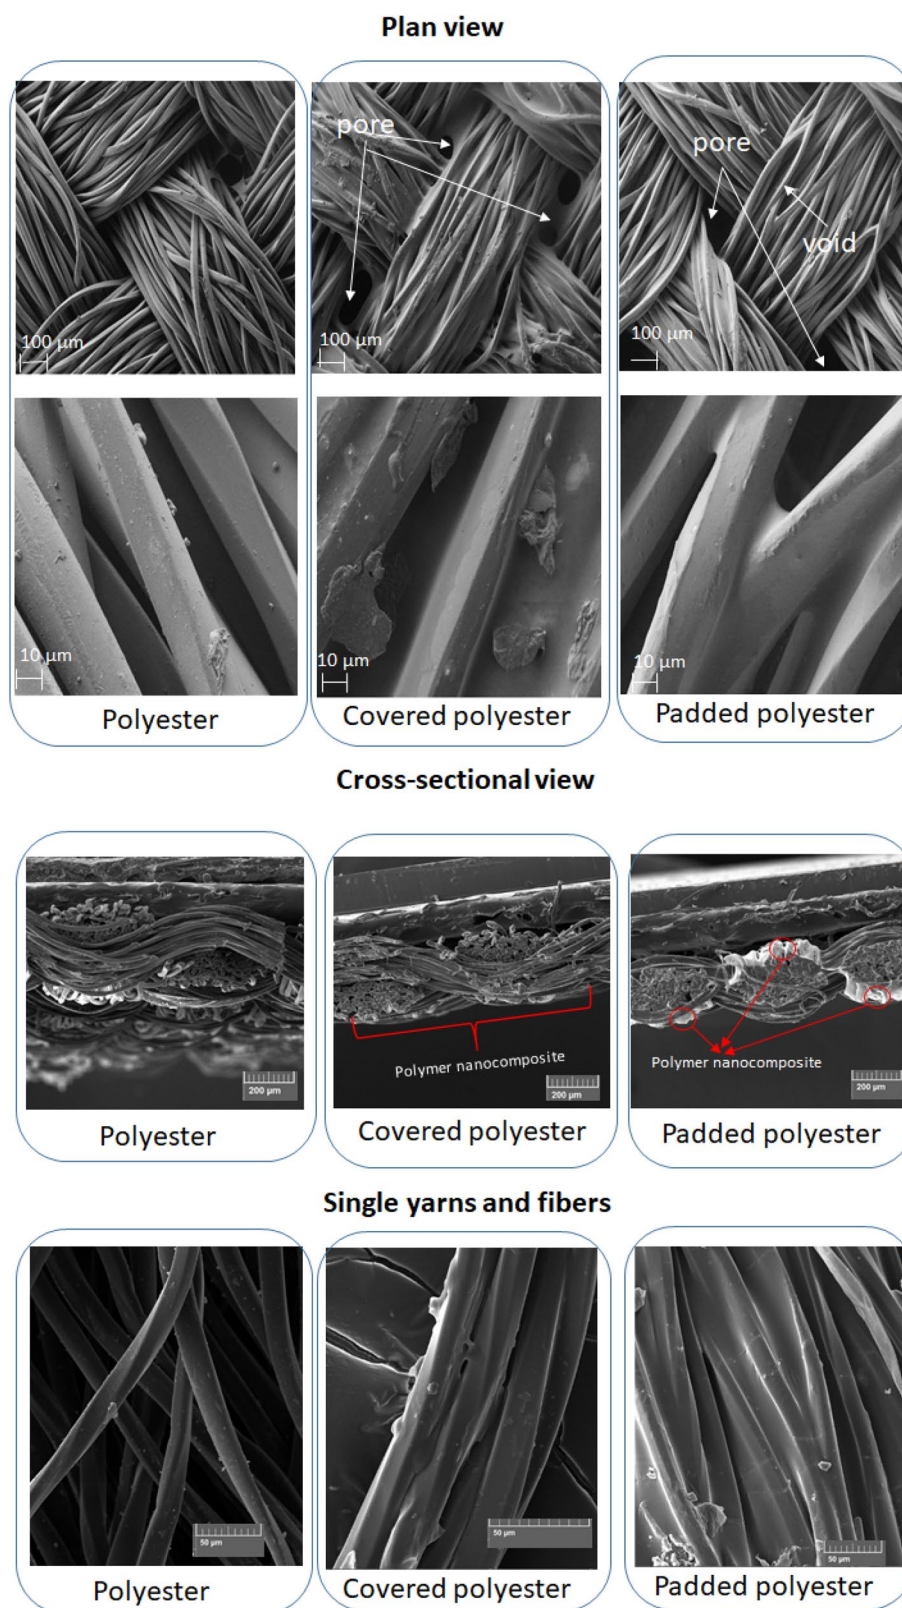 Plan view
pore
pore
void
100 μm
100 μm
100 μm
10 μm
10 μm
10 μm
Polyester
Covered polyester
Padded polyester
Cross-sectional view
Polymer nanocomposite
Polymer nanocomposite
200 μm
200 μm
200 μm
Polyester
Covered polyester
Padded polyester
Single yarns and fibers
50 μm
50 μm
50 μm
Polyester
Covered polyester
Padded polyester